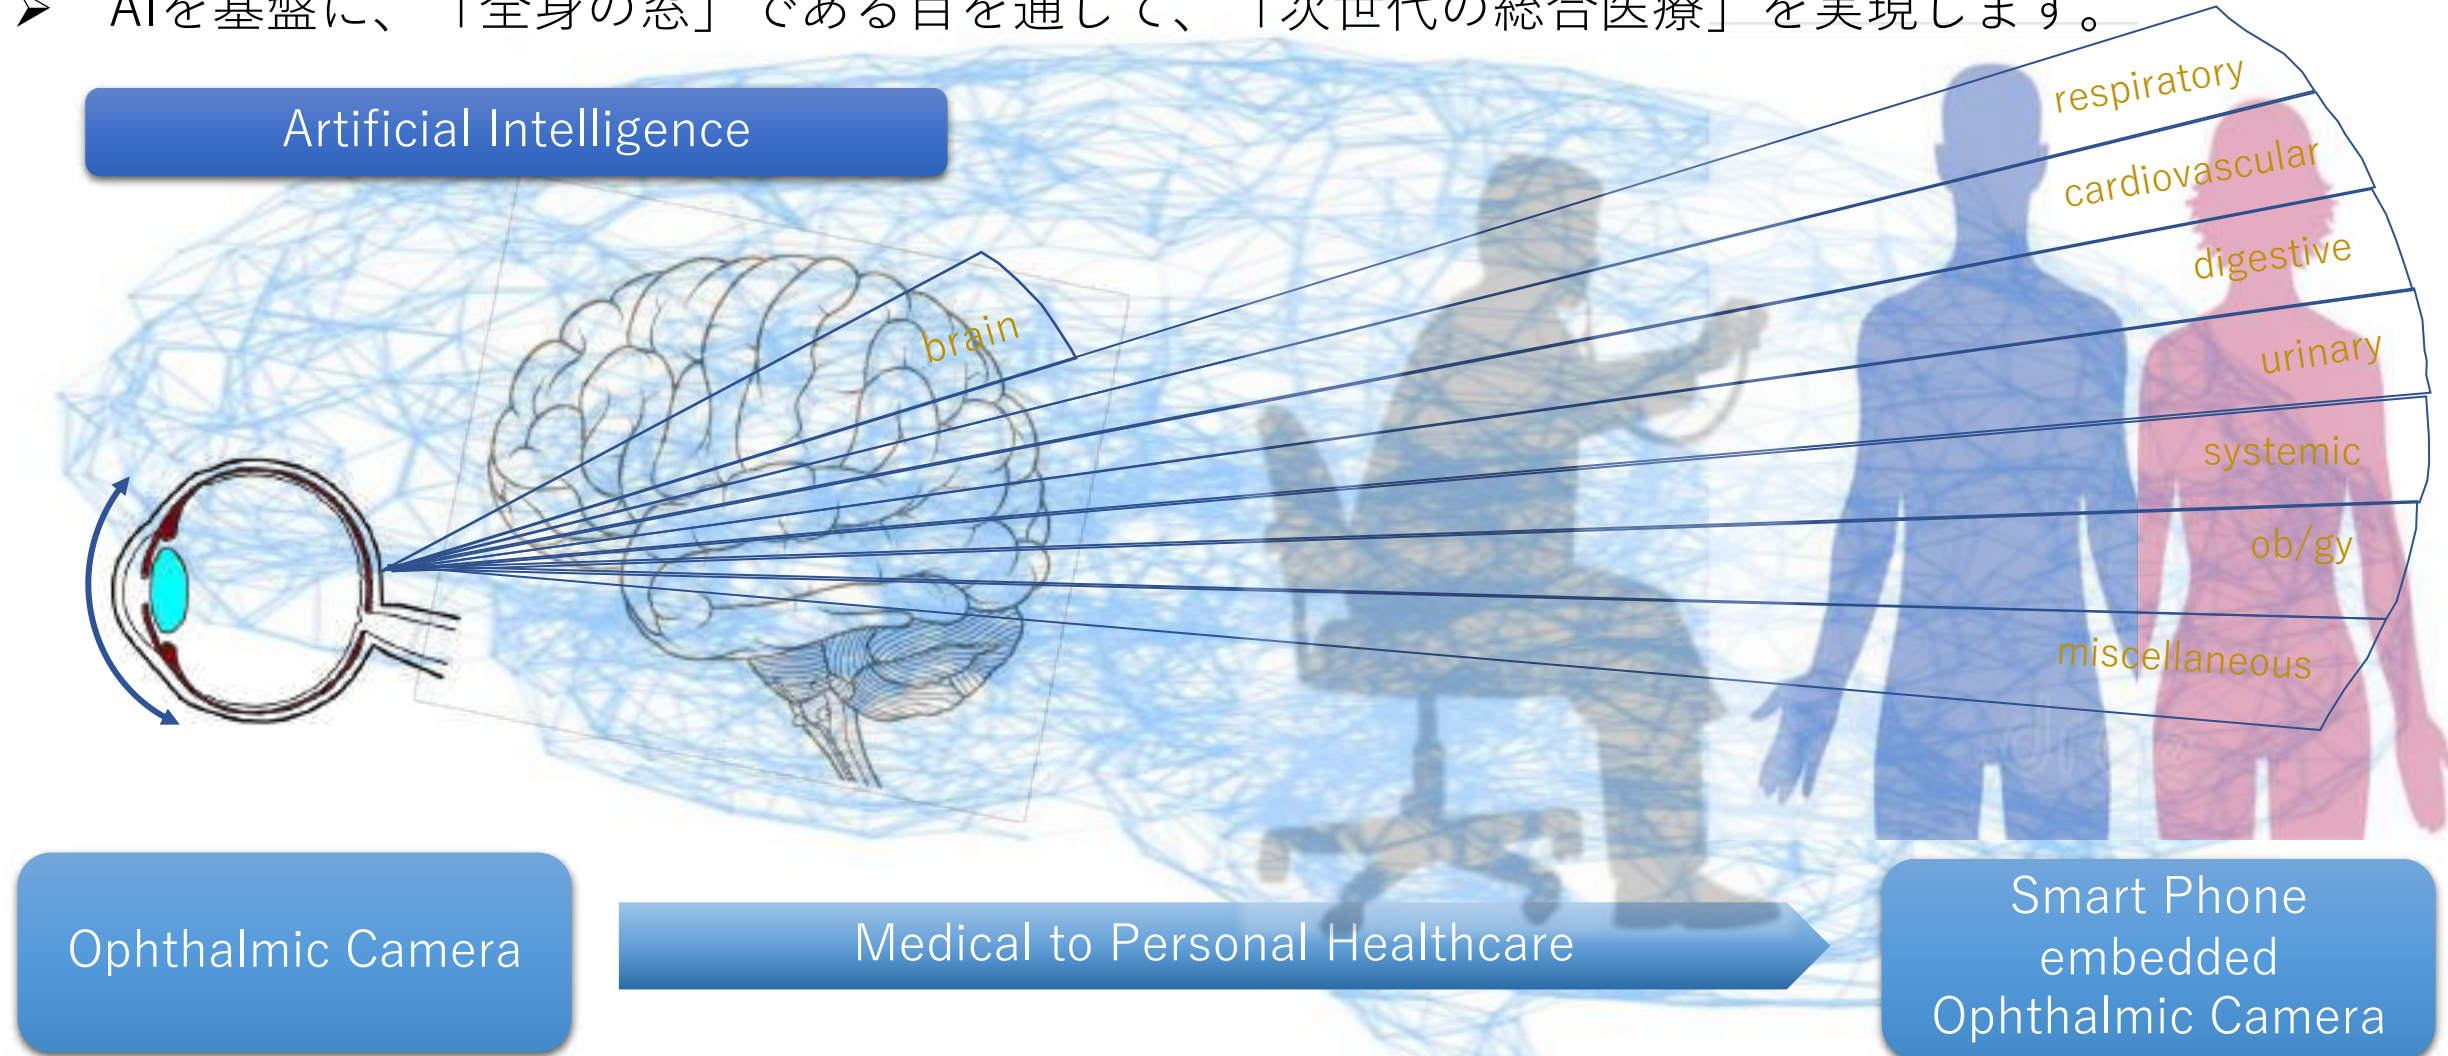 ➢ AIを基盤に、「全身の窓」である目を通して、「次世代の総合医療」を実現します。
Artificial Intelligence
respiratory
cardiovascular
digestive
brain
urinary
systemic
ob/gy
miscellaneous
Ophthalmic Camera
Medical to Personal Healthcare
Smart Phone
embedded
Ophthalmic Camera